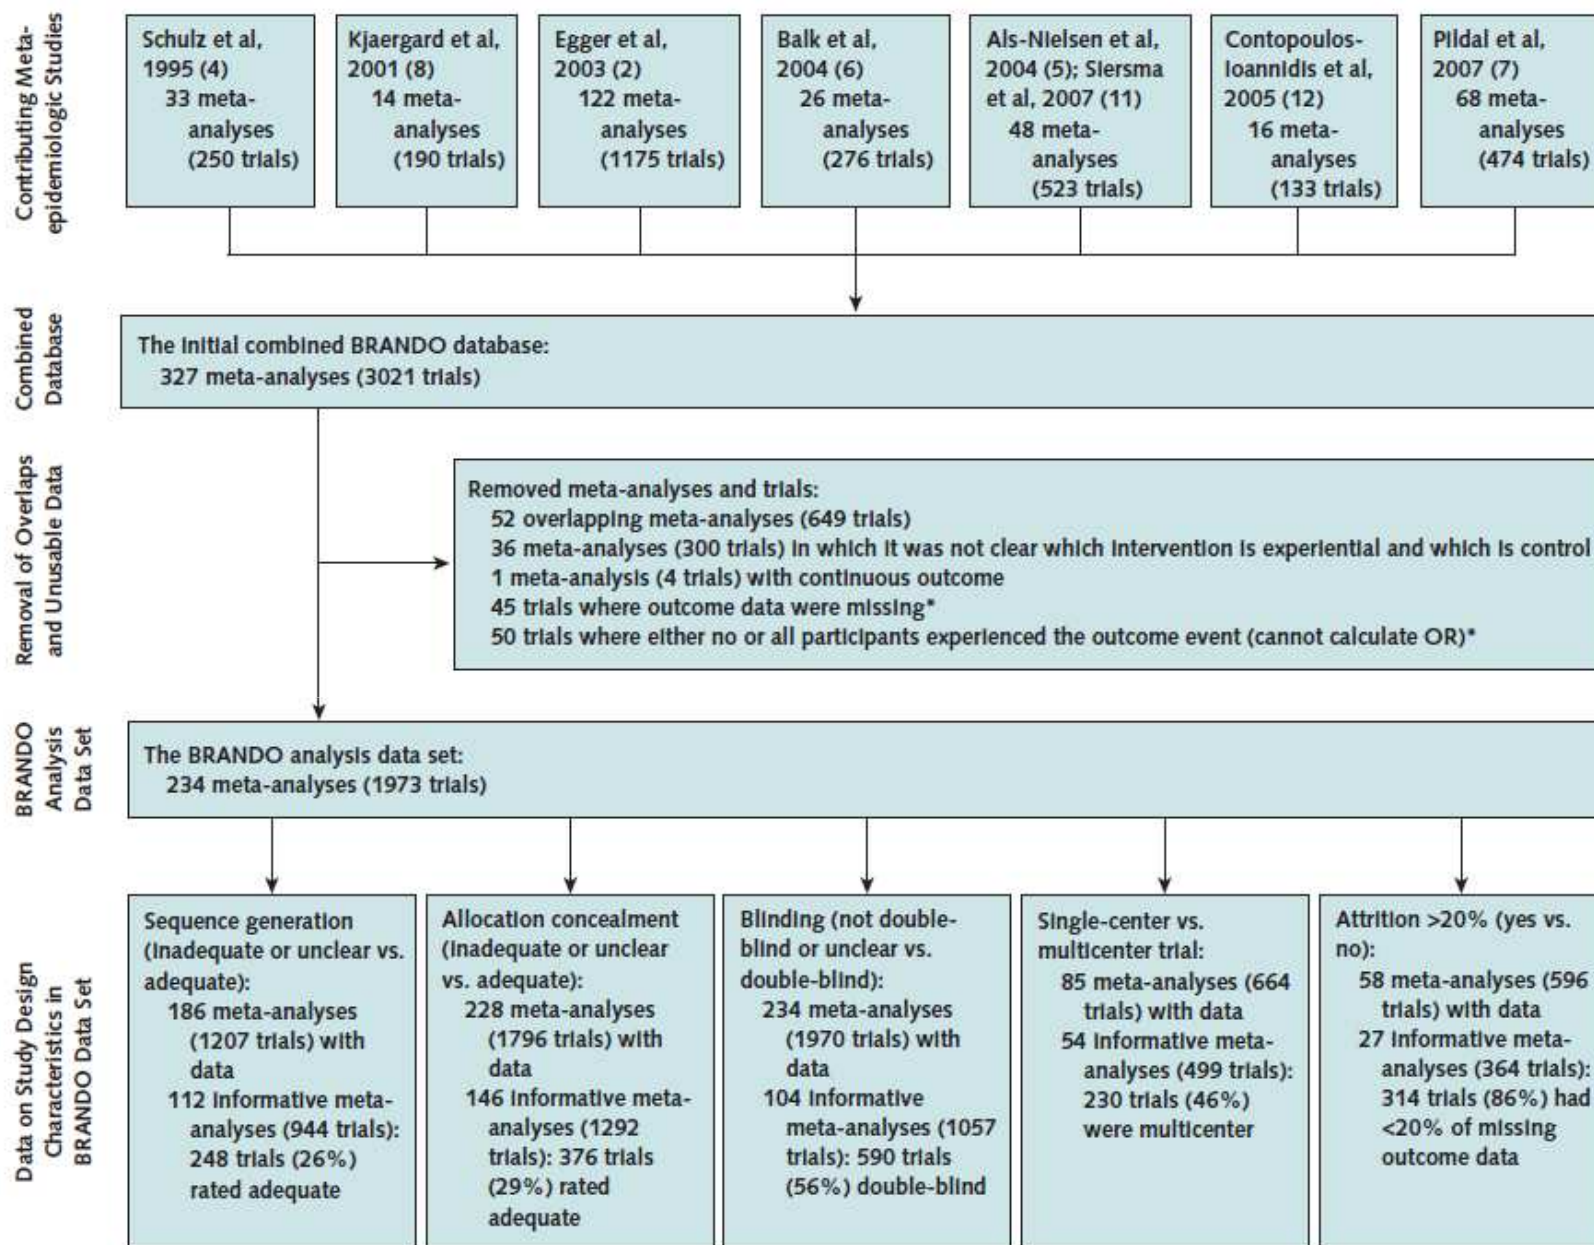 Contributing Meta-
epidemiologic Studies
Schulz et al,
1995 (4)
33 meta-
analyses
(250 trials)
Kjaergard et al,
2001 (8)
14 meta-
analyses
(190 trials)
Egger et al,
2003 (2)
122 meta-
analyses
(1175 trials)
Balk et al,
2004 (6)
26 meta-
analyses
(276 trials)
Als-Nielsen et al,
2004 (5); Siersma
et al, 2007 (11)
48 meta-
analyses
(523 trials)
Contopoulos-
Ioannidis et al,
2005 (12)
16 meta-
analyses
(133 trials)
Pildal et al,
2007 (7)
68 meta-
analyses
(474 trials)
Combined
Database
The initial combined BRANDO database:
327 meta-analyses (3021 trials)
Removal of Overlaps
and Unusable Data
Removed meta-analyses and trials:
52 overlapping meta-analyses (649 trials)
36 meta-analyses (300 trials) in which it was not clear which intervention is experiential and which is control
1 meta-analysis (4 trials) with continuous outcome
45 trials where outcome data were missing*
50 trials where either no or all participants experienced the outcome event (cannot calculate OR)*
BRANDO
Analysis
Data Set
The BRANDO analysis data set:
234 meta-analyses (1973 trials)
Data on Study Design
Characteristics in
BRANDO Data Set
Sequence generation
(inadequate or unclear vs.
adequate):
186 meta-analyses
(1207 trials) with
data
112 informative meta-
analyses (944 trials):
248 trials (26%)
rated adequate
Allocation concealment
(inadequate or unclear
vs. adequate):
228 meta-analyses
(1796 trials) with
data
146 informative meta-
analyses (1292
trials): 376 trials
(29%) rated
adequate
Blinding (not double-
blind or unclear vs.
double-blind):
234 meta-analyses
(1970 trials) with
data
104 informative
meta-analyses (1057
trials): 590 trials
(56%) double-blind
Single-center vs.
multicenter trial:
85 meta-analyses (664
trials) with data
54 informative meta-
analyses (499 trials):
230 trials (46%)
were multicenter
Attrition >20% (yes vs.
no):
58 meta-analyses (596
trials) with data
27 informative meta-
analyses (364 trials):
314 trials (86%) had
<20% of missing
outcome data